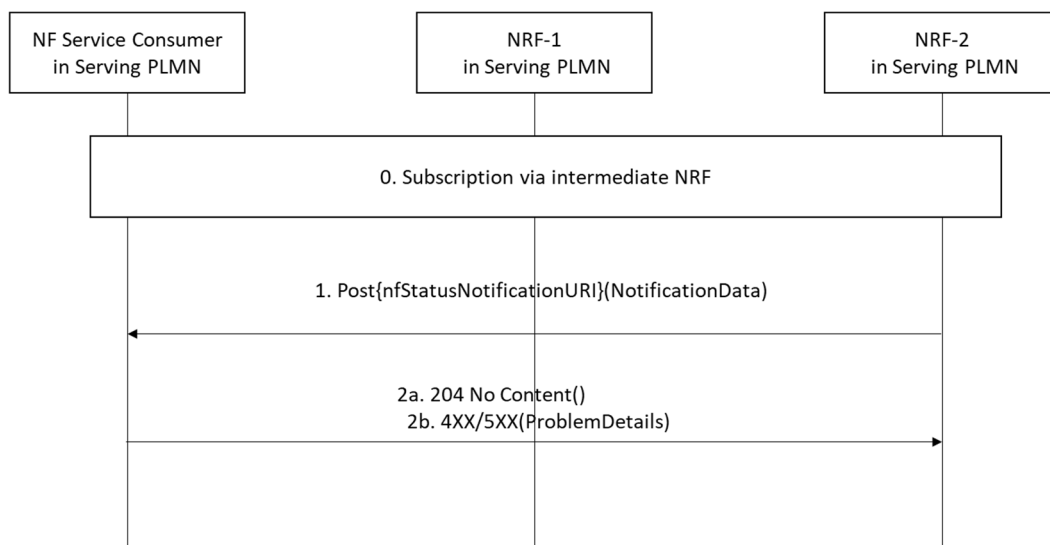 NF Service Consumer
in Serving PLMN
NRF-1
in Serving PLMN
NRF-2
in Serving PLMN
0. Subscription via intermediate NRF
1. Post{nfStatusNotificationURI}(NotificationData)
2a. 204 No Content()
2b. 4XX/5XX(ProblemDetails)